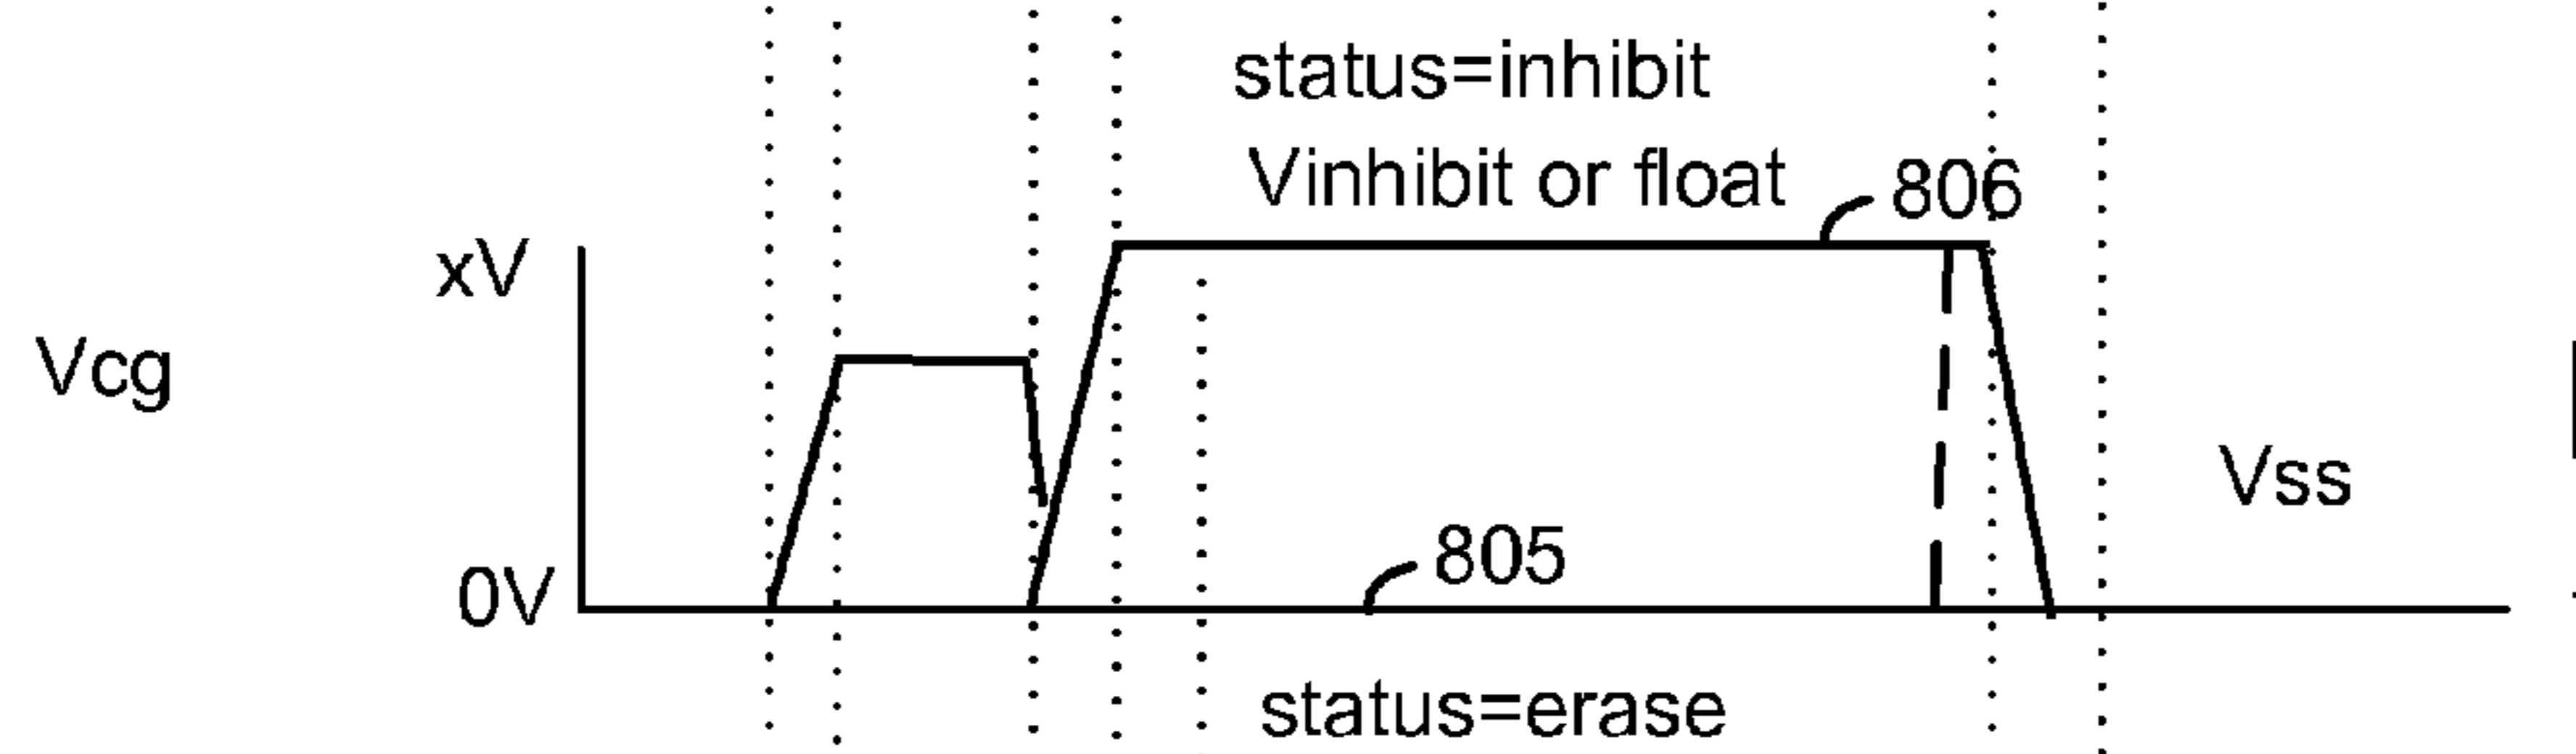 status=inhibit
Vinhibit or float
806
xV
Vcg
Vss
805
0V
status=erase